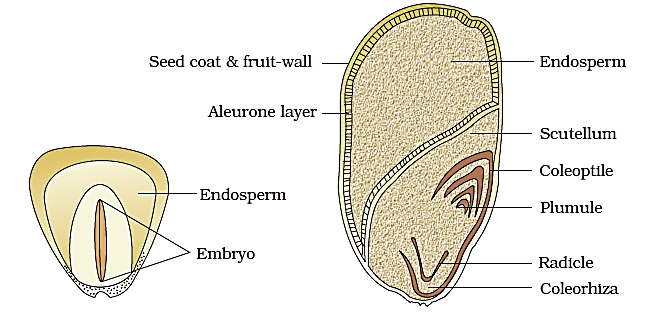 Seed coat & fruit-wall
Aleurone layer
Endosperm
Scutellum
Coleoptile
Plumule
Radicle
Coleorhiza
Endosperm
Embryo